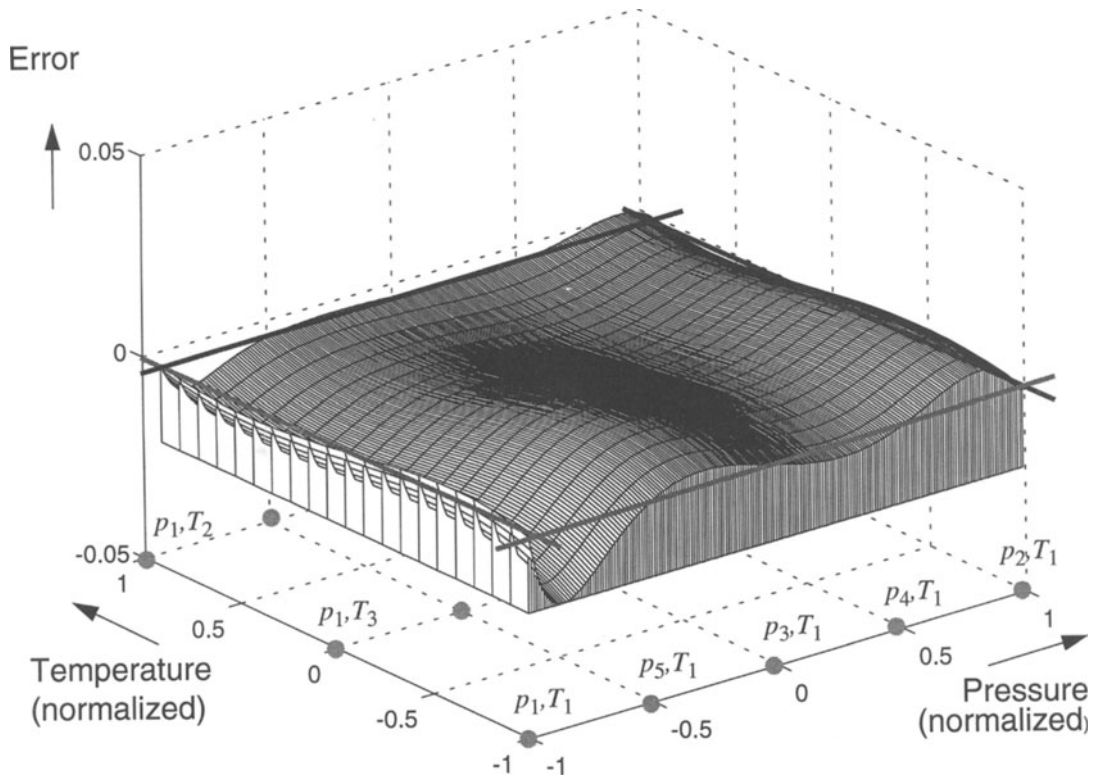 Error
0.05
0
-0.05
1
0.5
0
-0.5
-1
-1
-0.5
0
0.5
1
p1,T2
p1,T3
p1,T1
p5,T1
p3,T1
p4,T1
p2,T1
Temperature
(normalized)
Pressure
(normalized)